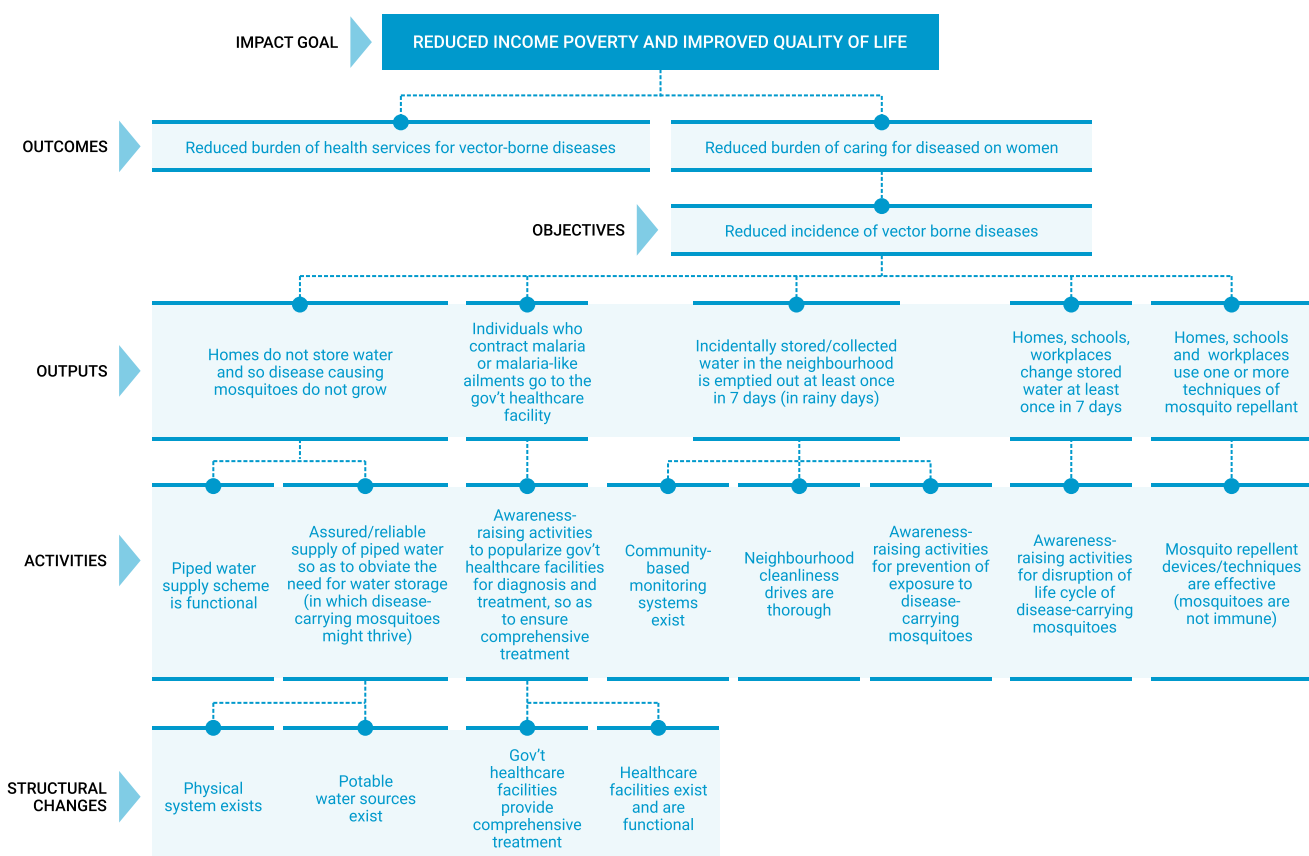 IMPACT GOAL
REDUCED INCOME POVERTY AND IMPROVED QUALITY OF LIFE
OUTCOMES
Reduced burden of health services for vector-borne diseases
Reduced burden of caring for diseased on women
OBJECTIVES
Reduced incidence of vector borne diseases
OUTPUTS
Homes do not store water
and so disease causing
mosquitoes do not grow
Individuals who
contract malaria
or malaria-like
ailments go to the
gov't healthcare
facility
Incidentally stored/collected
water in the neighbourhood
is emptied out at least once
in 7 days (in rainy days)
Homes, schools,
workplaces
change stored
water at least
once in 7 days
Homes, schools
and workplaces
use one or more
techniques of
mosquito repellant
ACTIVITIES
Piped water
supply scheme
is functional
Assured/reliable
supply of piped water
so as to obviate the
need for water storage
(in which disease-
carrying mosquitoes
might thrive)
Awareness-
raising activities
to popularize gov't
healthcare facilities
for diagnosis and
treatment, so as
to ensure
comprehensive
treatment
Community-
based
monitoring
systems
exist
Neighbourhood
cleanliness
drives are
thorough
Awareness-
raising activities
for prevention of
exposure to
disease-
carrying
mosquitoes
Awareness-
raising activities
for disruption of
life cycle of
disease-carrying
mosquitoes
Mosquito repellent
devices/techniques
are effective
(mosquitoes are
not immune)
STRUCTURAL
CHANGES
Physical
system exists
Potable
water sources
exist
Gov't
healthcare
facilities
provide
comprehensive
treatment
Healthcare
facilities exist
and are
functional